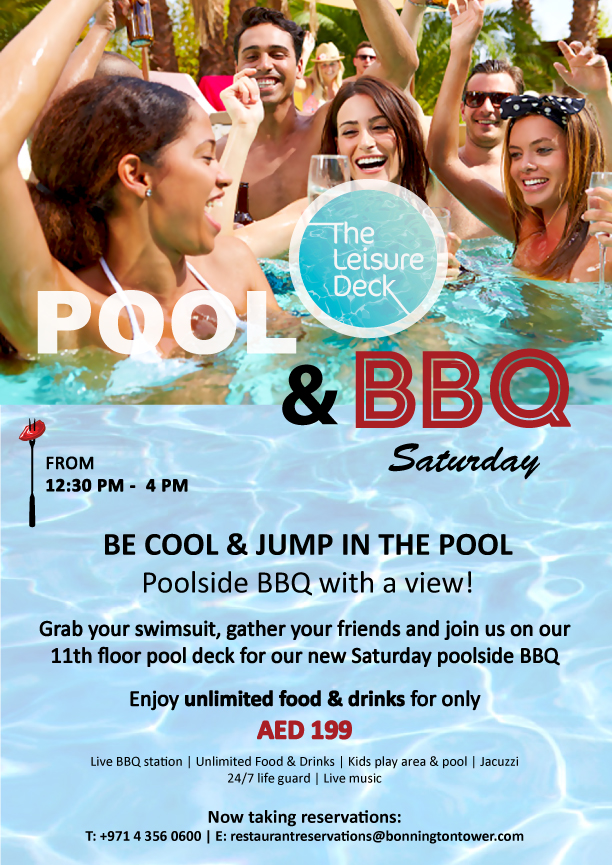 The
Leisure
Deck
POOL
& BBQ
Saturday
FROM
12:30 PM - 4 PM
BE COOL & JUMP IN THE POOL
Poolside BBQ with a view!
Grab your swimsuit, gather your friends and join us on our
11th floor pool deck for our new Saturday poolside BBQ
Enjoy unlimited food & drinks for only
AED 199
Live BBQ station | Unlimited Food & Drinks | Kids play area & pool | Jacuzzi
24/7 life guard | Live music
Now taking reservations:
T: +971 4 356 0600 | E: restaurantreservations@bonningtontower.com